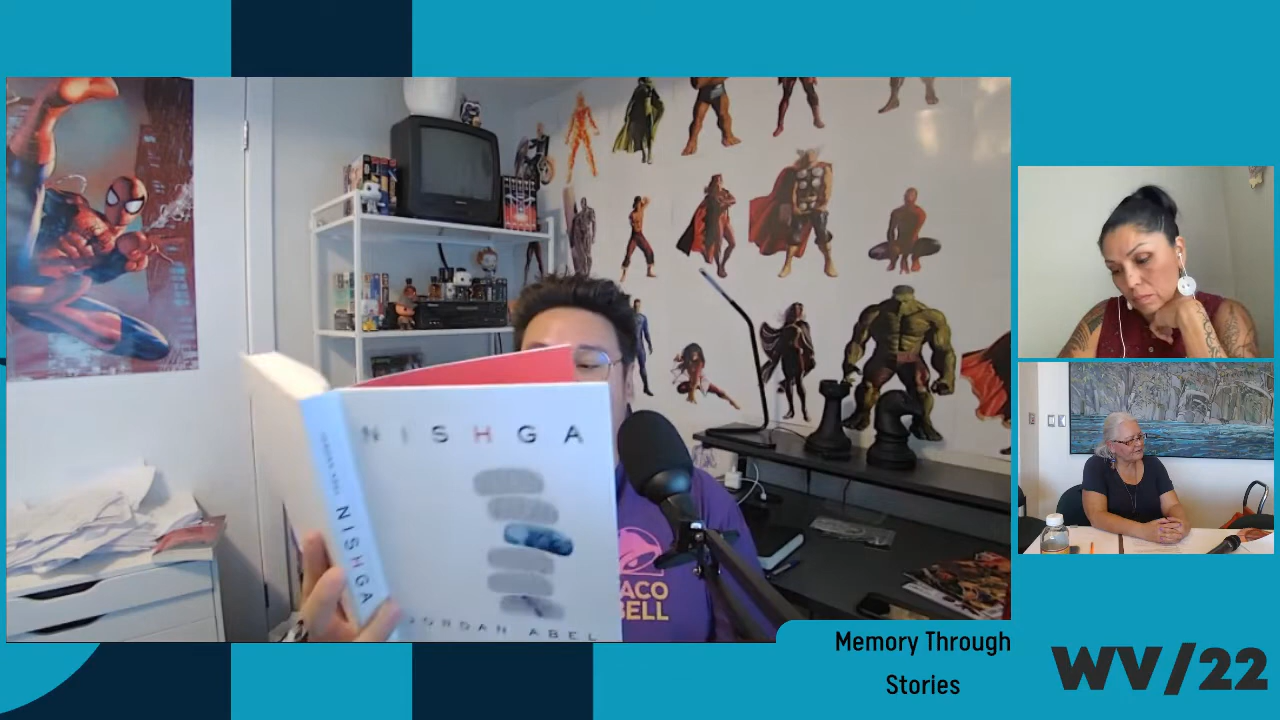 NISHGA
NISHGA
JORDAN ABEL
TACO
BELL
Memory Through
Stories
WV/22